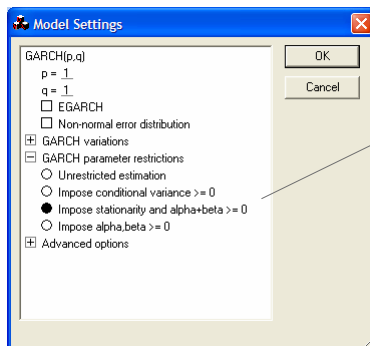 Model Settings
GARCH(p,q)
p = 1
q = 1
EGARCH
Non-normal error distribution
GARCH variations
GARCH parameter restrictions
Unrestricted estimation
Impose conditional variance >= 0
Impose stationarity and alpha+beta >= 0
Impose alpha,beta >= 0
Advanced options
OK
Cancel